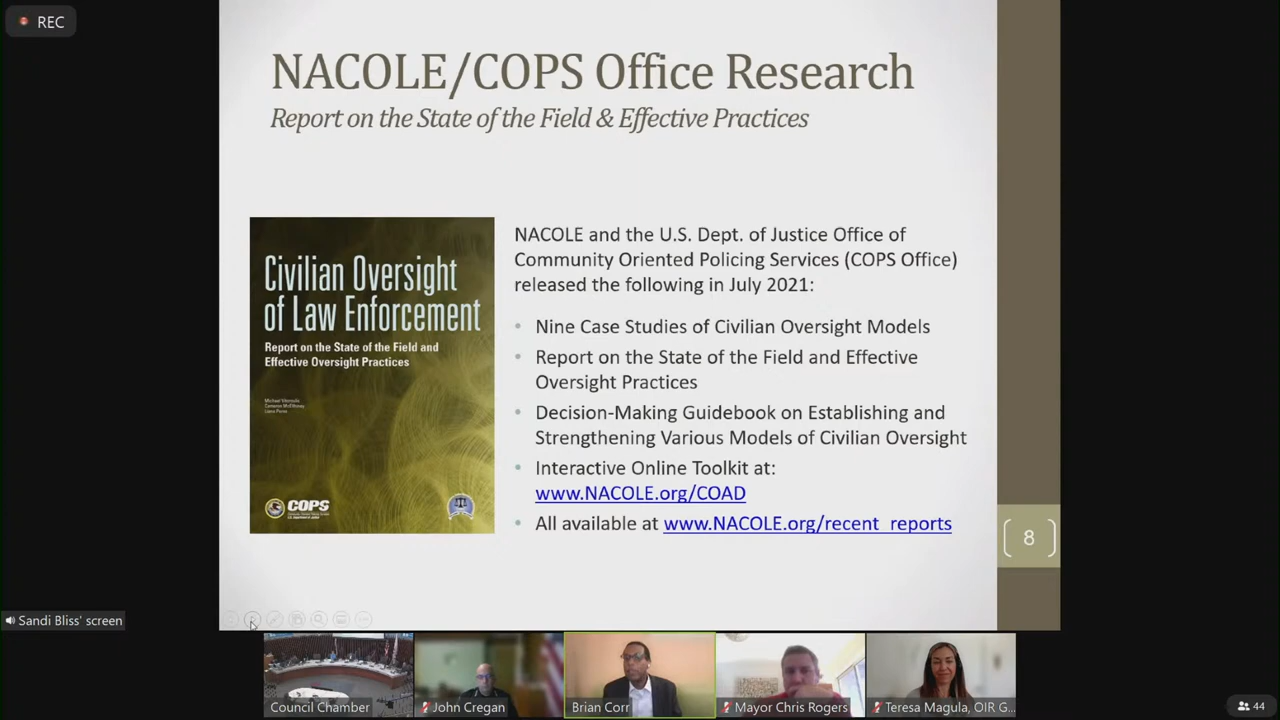 REC
NACOLE/COPS Office Research
Report on the State of the Field & Effective Practices
Civilian Oversight
of Law Enforcement
Report on the State of the Field and
Effective Oversight Practices
NACOLE and the U.S. Dept. of Justice Office of
Community Oriented Policing Services (COPS Office)
released the following in July 2021:
• Nine Case Studies of Civilian Oversight Models
• Report on the State of the Field and Effective
Oversight Practices
• Decision-Making Guidebook on Establishing and
Strengthening Various Models of Civilian Oversight
• Interactive Online Toolkit at:
www.NACOLE.org/COAD
• All available at www.NACOLE.org/recent_reports
COPS
8
Sandi Bliss' screen
Council Chamber
John Cregan
Brian Corr
Mayor Chris Rogers
Teresa Magula, OIR G...
44